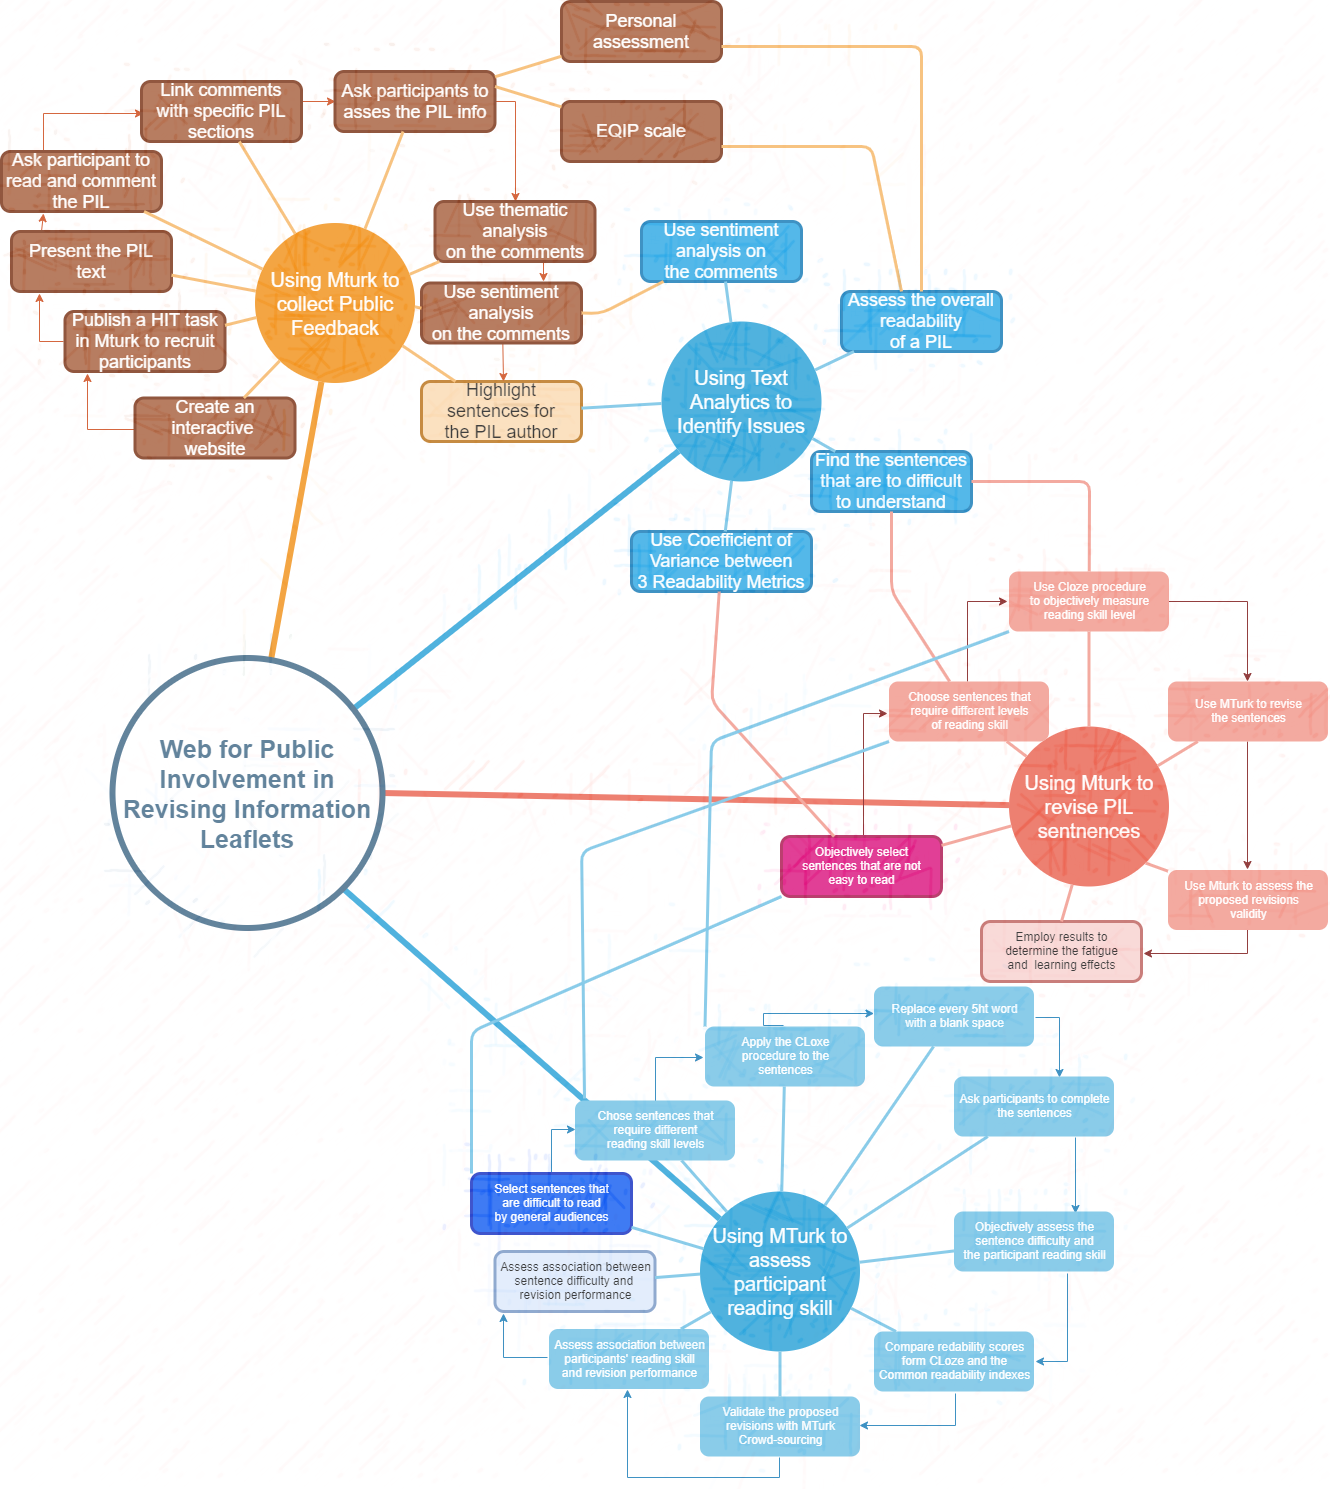 Personal
assessment
Link comments
with specific PIL
sections
Ask participants to
asses the PIL info
EQIP scale
Ask participant to
read and comment
the PIL
Use thematic
analysis
on the comments
Use sentiment
analysis on
the comments
Present the PIL
text
Using Mturk to
collect Public
Feedback
Use sentiment
analysis
on the comments
Assess the overall
readability
of a PIL
Publish a HIT task
in Mturk to recruit
participants
Highlight
sentences for
the PIL author
Using Text
Analytics to
Identify Issues
Create an
interactive
website
Find the sentences
that are to difficult
to understand
Use Coefficient of
Variance between
3 Readability Metrics
Use Cloze procedure
to objectively measure
reading skill level
Choose sentences that
require different levels
of reading skill
Use MTurk to revise
the sentences
Web for Public
Involvement in
Revising Information
Leaflets
Using Mturk to
revise PIL
sentnences
Objectively select
sentences that are not
easy to read
Use Mturk to assess the
proposed revisions
validity
Employ results to
determine the fatigue
and learning effects
Replace every 5ht word
with a blank space
Apply the CLoxe
procedure to the
sentences
Ask participants to complete
the sentences
Chose sentences that
require different
reading skill levels
Select sentences that
are difficult to read
by general audiences
Objectively assess the
sentence difficulty and
the participant reading skill
Using MTurk to
assess
participant
reading skill
Assess association between
sentence difficulty and
revision performance
Assess association between
participants' reading skill
and revision performance
Compare redability scores
form CLoze and the
Common readability indexes
Validate the proposed
revisions with MTurk
Crowd-sourcing